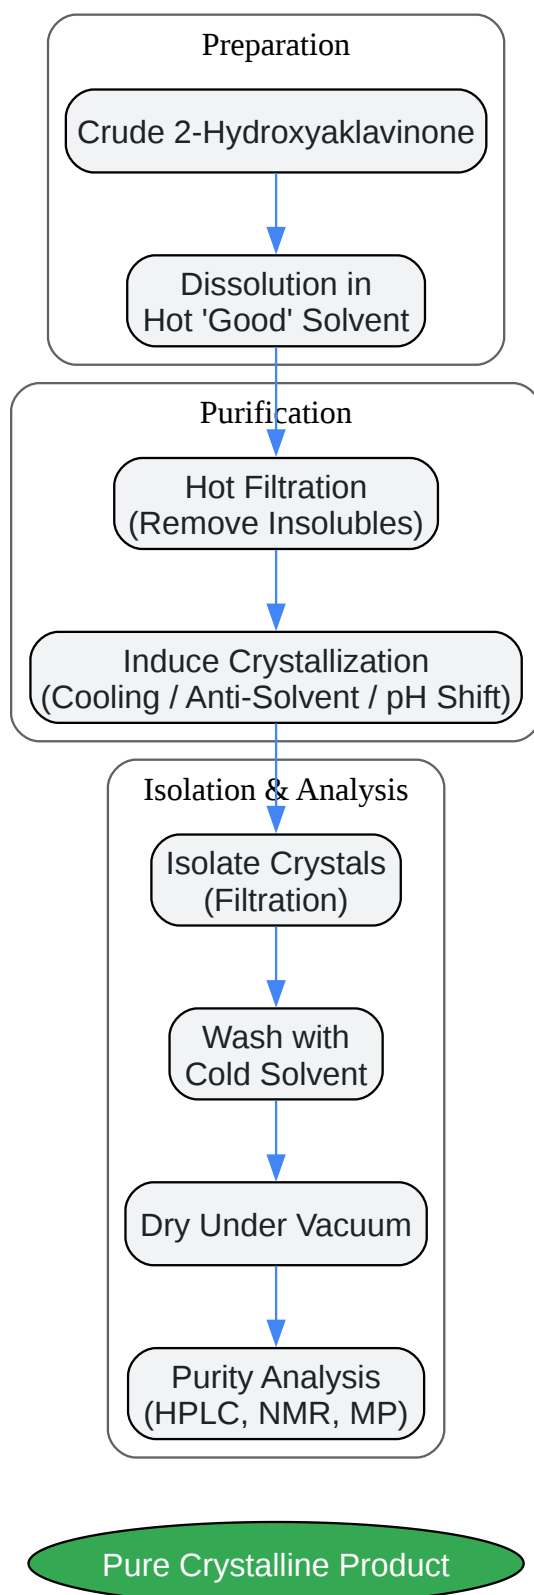 Preparation
Crude 2-Hydroxyaklavinone
Dissolution in
Hot 'Good' Solvent
Purification
Hot Filtration
(Remove Insolubles)
Induce Crystallization
(Cooling / Anti-Solvent / pH Shift)
Isolation & Analysis
Isolate Crystals
(Filtration)
Wash with
Cold Solvent
Dry Under Vacuum
Purity Analysis
(HPLC, NMR, MP)
Pure Crystalline Product